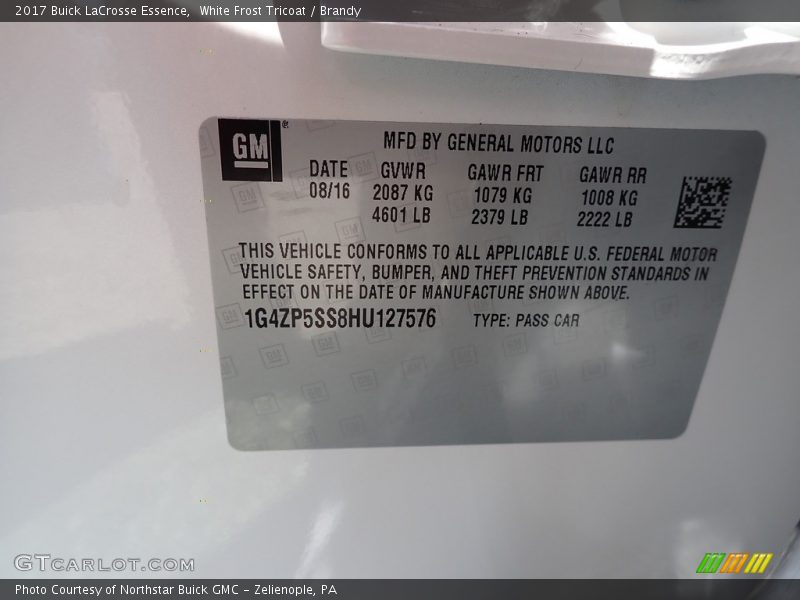 2017 Buick LaCrosse Essence, White Frost Tricoat / Brandy
GM ®
MFD BY GENERAL MOTORS LLC
DATE GVWR GAWR FRT GAWR RR
08/16 2087 KG 1079 KG 1008 KG
4601 LB 2379 LB 2222 LB
THIS VEHICLE CONFORMS TO ALL APPLICABLE U.S. FEDERAL MOTOR
VEHICLE SAFETY, BUMPER, AND THEFT PREVENTION STANDARDS IN
EFFECT ON THE DATE OF MANUFACTURE SHOWN ABOVE.
1G4ZP5SS8HU127576 TYPE: PASS CAR
GTCARLOT.COM
Photo Courtesy of Northstar Buick GMC – Zelienople, PA